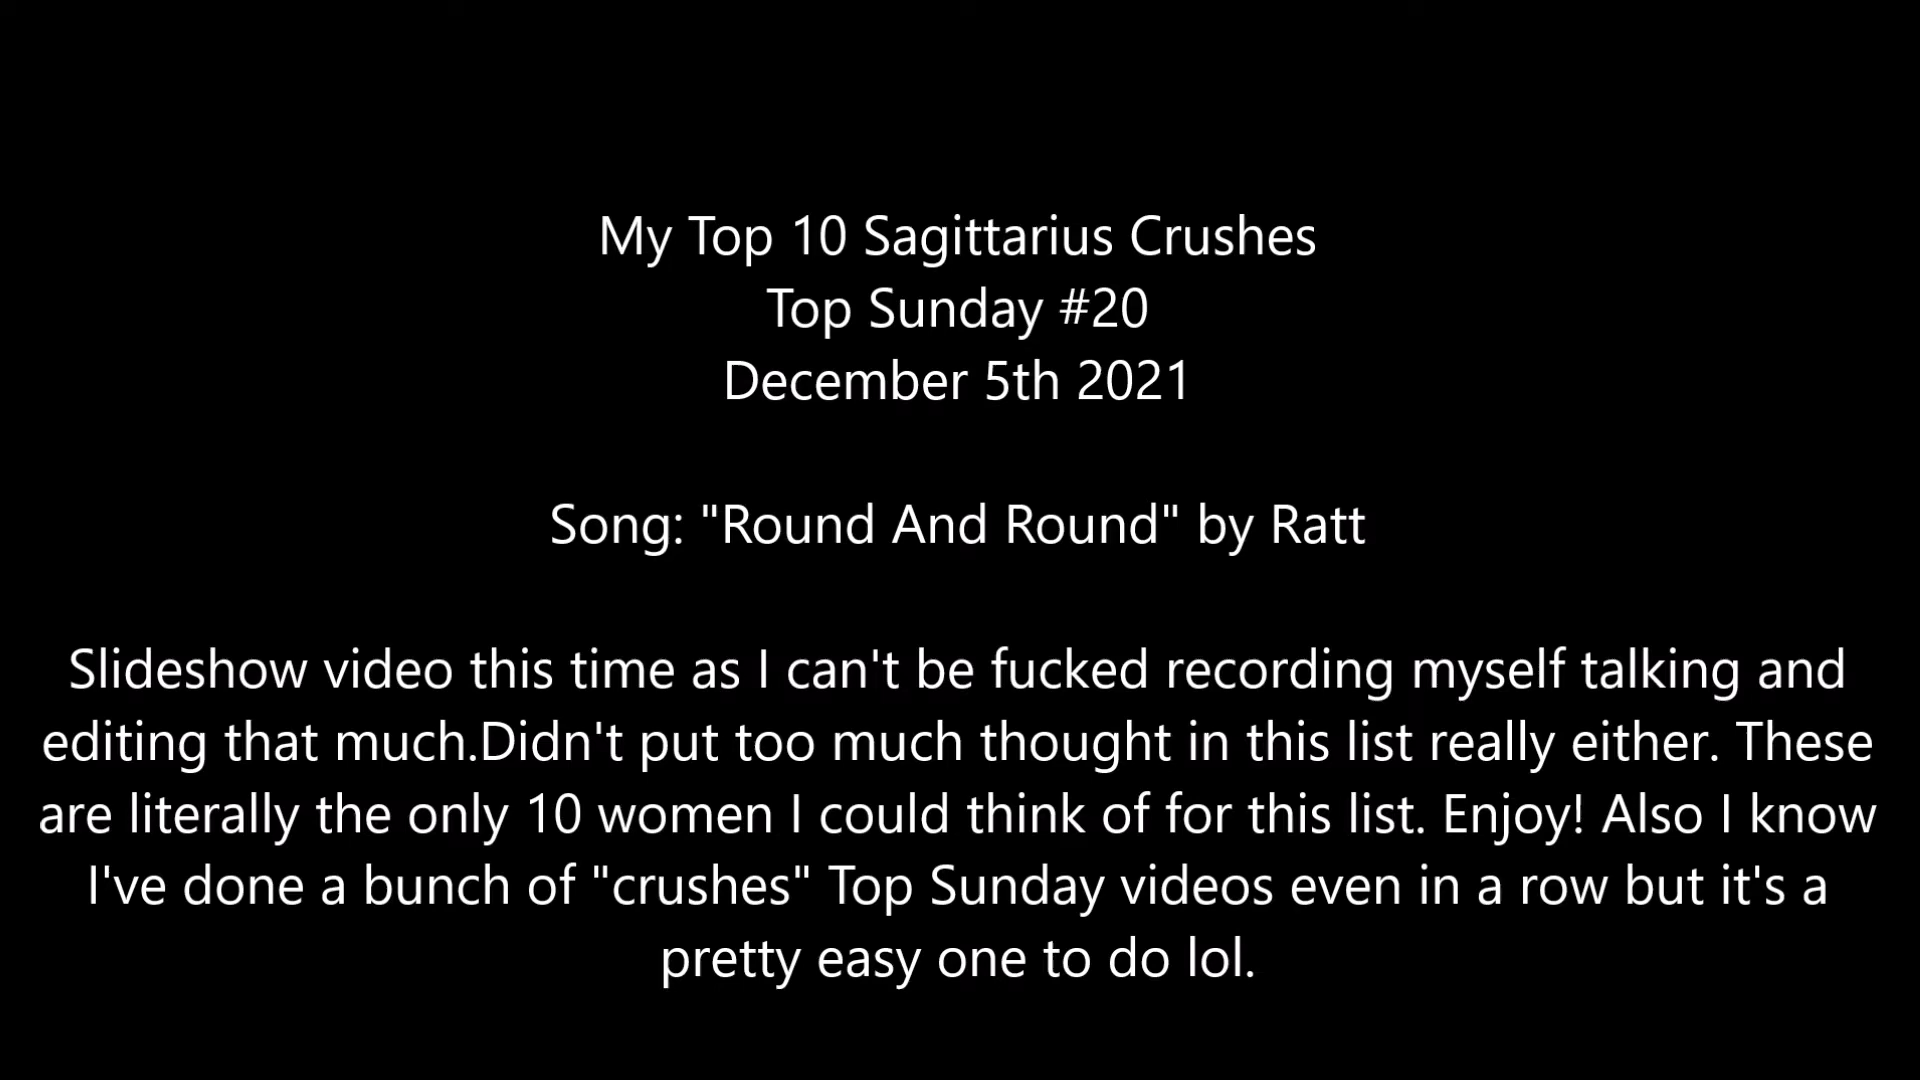 My Top 10 Sagittarius Crushes
Top Sunday #20
December 5th 2021
Song: "Round And Round" by Ratt
Slideshow video this time as I can't be fucked recording myself talking and
editing that much.Didn't put too much thought in this list really either. These
are literally the only 10 women I could think of for this list. Enjoy! Also I know
I've done a bunch of "crushes" Top Sunday videos even in a row but it's a
pretty easy one to do lol.